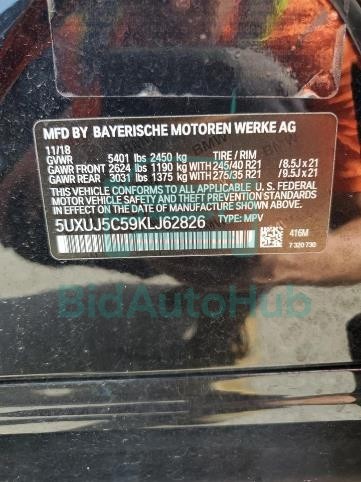 MFD BY BAYERISCHE MOTOREN WERKE AG
11/18
GVWR 5401 lbs 2450 kg TIRE / RIM
GAWR FRONT 2624 lbs 1190 kg WITH 245/40 R21 / 8.5J x 21
GAWR REAR 3031 lbs 1375 kg WITH 275/35 R21 / 9.5J x 21
THIS VEHICLE CONFORMS TO ALL APPLICABLE U.S. FEDERAL
MOTOR VEHICLE SAFETY STANDARDS IN EFFECT
ON THE DATE OF MANUFACTURE SHOWN ABOVE.
5UXUJ5C59KLJ62826 TYPE: MPV
416M
7 320 730
BidAutoHub